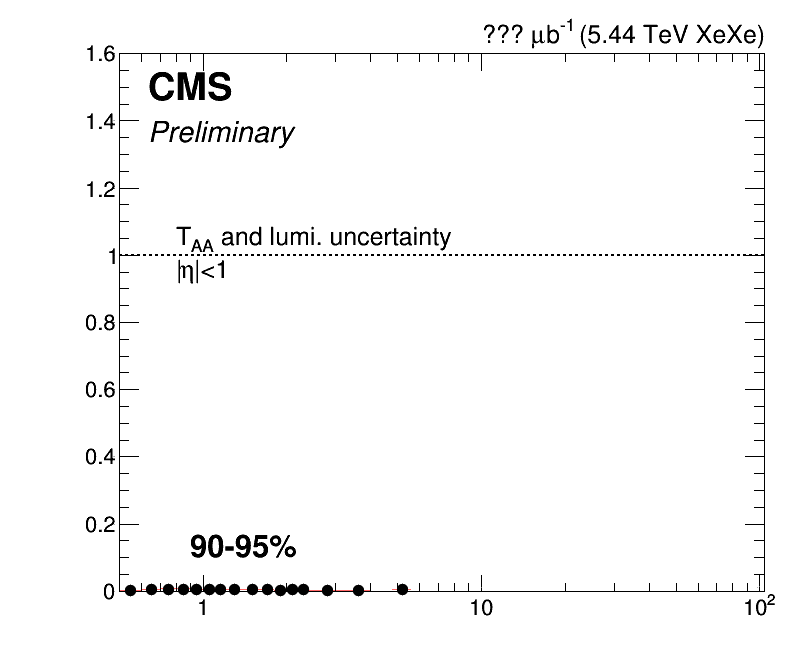 ??? μb-1 (5.44 TeV XeXe)
1.6
CMS
Preliminary
1.4
1.2
TAA and lumi. uncertainty
1
|η|<1
0.8
0.6
0.4
0.2
90-95%
0
1 10 102